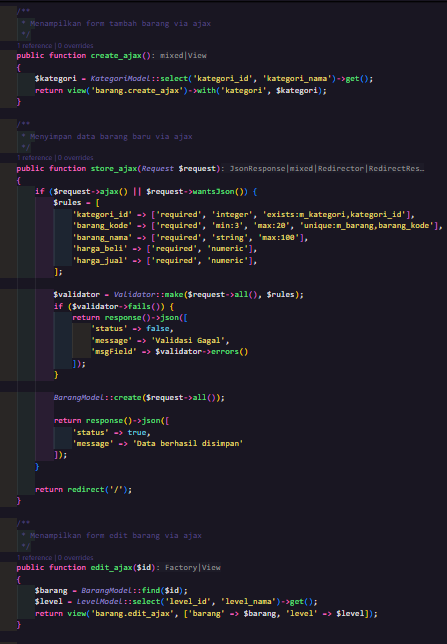 /**
* Menampilkan form tambah barang via ajax
*/
1 reference | 0 overrides
public function create_ajax(): mixed|View
{
$kategori = KategoriModel::select('kategori_id', 'kategori_nama')->get();
return view('barang.create_ajax')->with('kategori', $kategori);
}
/**
* Menyimpan data barang baru via ajax
*/
1 reference | 0 overrides
public function store_ajax(Request $request): JsonResponse|mixed|Redirector|RedirectRes…
{
if ($request->ajax() || $request->wantsJson()) {
$rules = [
'kategori_id' => ['required', 'integer', 'exists:m_kategori,kategori_id'],
'barang_kode' => ['required', 'min:3', 'max:20', 'unique:m_barang,barang_kode'],
'barang_nama' => ['required', 'string', 'max:100'],
'harga_beli' => ['required', 'numeric'],
'harga_jual' => ['required', 'numeric'],
];
$validator = Validator::make($request->all(), $rules);
if ($validator->fails()) {
return response()->json([
'status' => false,
'message' => 'Validasi Gagal',
'msgField' => $validator->errors()
]);
}
BarangModel::create($request->all());
return response()->json([
'status' => true,
'message' => 'Data berhasil disimpan'
]);
}
return redirect('/');
}
/**
* Menampilkan form edit barang via ajax
*/
1 reference | 0 overrides
public function edit_ajax($id): Factory|View
{
$barang = BarangModel::find($id);
$level = LevelModel::select('level_id', 'level_nama')->get();
return view('barang.edit_ajax', ['barang' => $barang, 'level' => $level]);
}